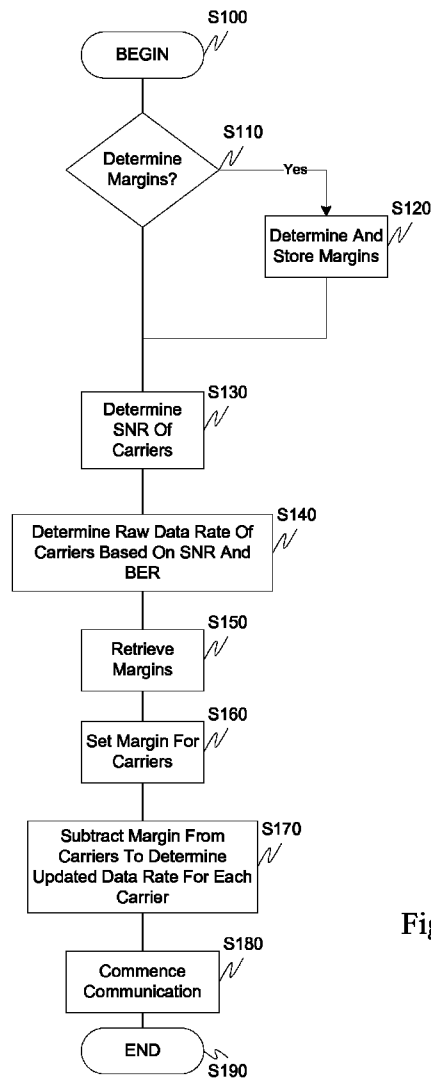 S100
BEGIN
S110
Determine
Margins?
Yes
S120
Determine And
Store Margins
S130
Determine
SNR Of
Carriers
S140
Determine Raw Data Rate Of
Carriers Based On SNR And
BER
S150
Retrieve
Margins
S160
Set Margin For
Carriers
S170
Subtract Margin From
Carriers To Determine
Updated Data Rate For Each
Carrier
Fig
S180
Commence
Communication
END
S190